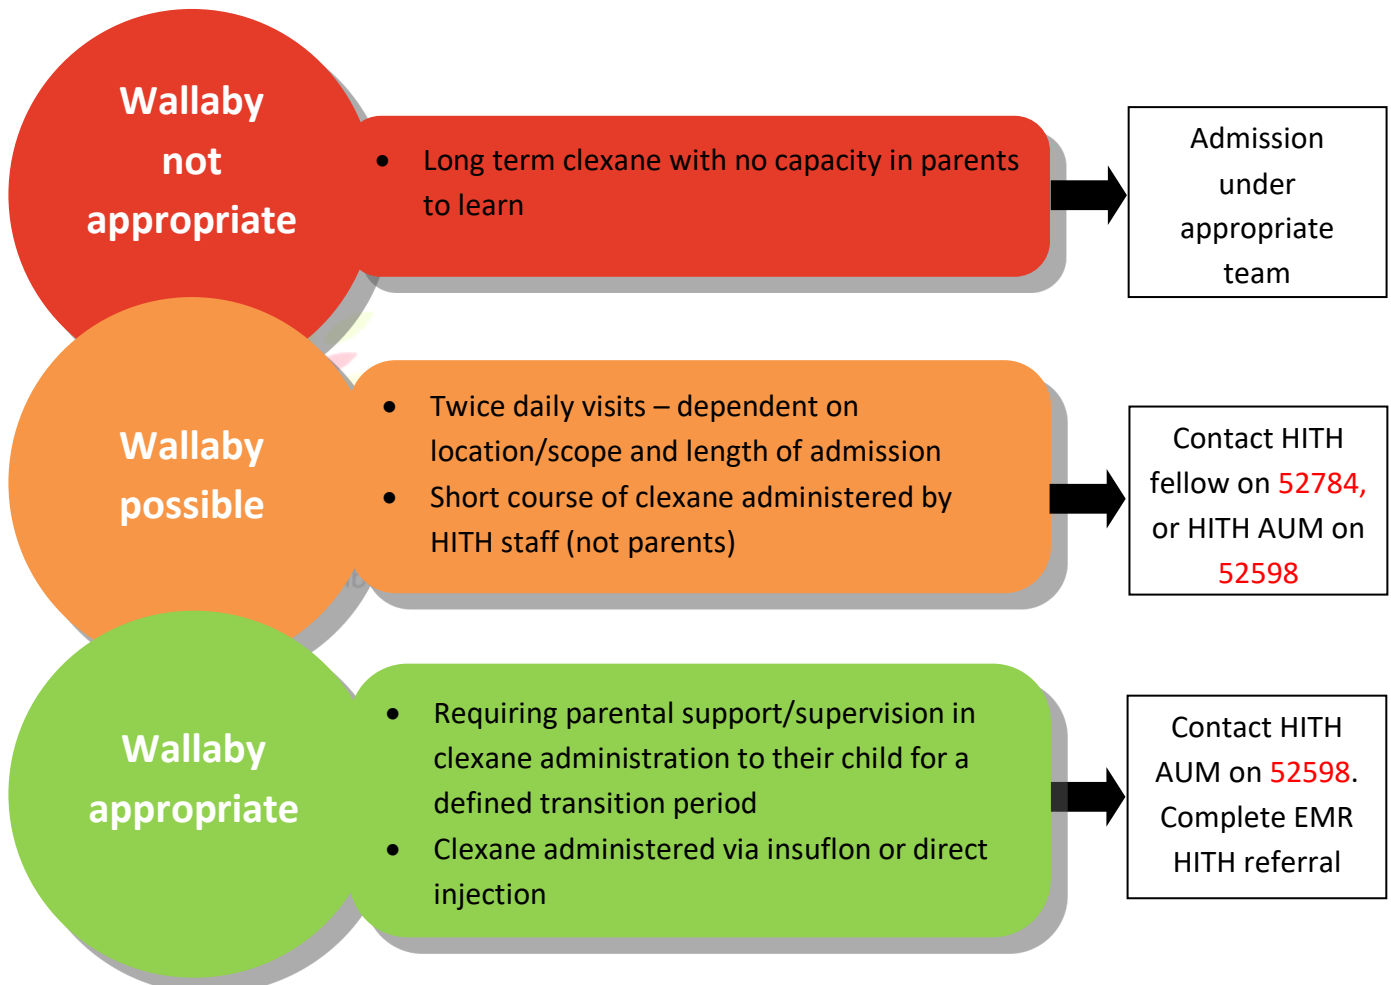 Wallaby
not
appropriate
• Long term clexane with no capacity in parents
to learn
Admission
under
appropriate
team
Wallaby
possible
• Twice daily visits – dependent on
location/scope and length of admission
• Short course of clexane administered by
HITH staff (not parents)
Contact HITH
fellow on 52784,
or HITH AUM on
52598
Wallaby
appropriate
• Requiring parental support/supervision in
clexane administration to their child for a
defined transition period
• Clexane administered via insuflon or direct
injection
Contact HITH
AUM on 52598.
Complete EMR
HITH referral